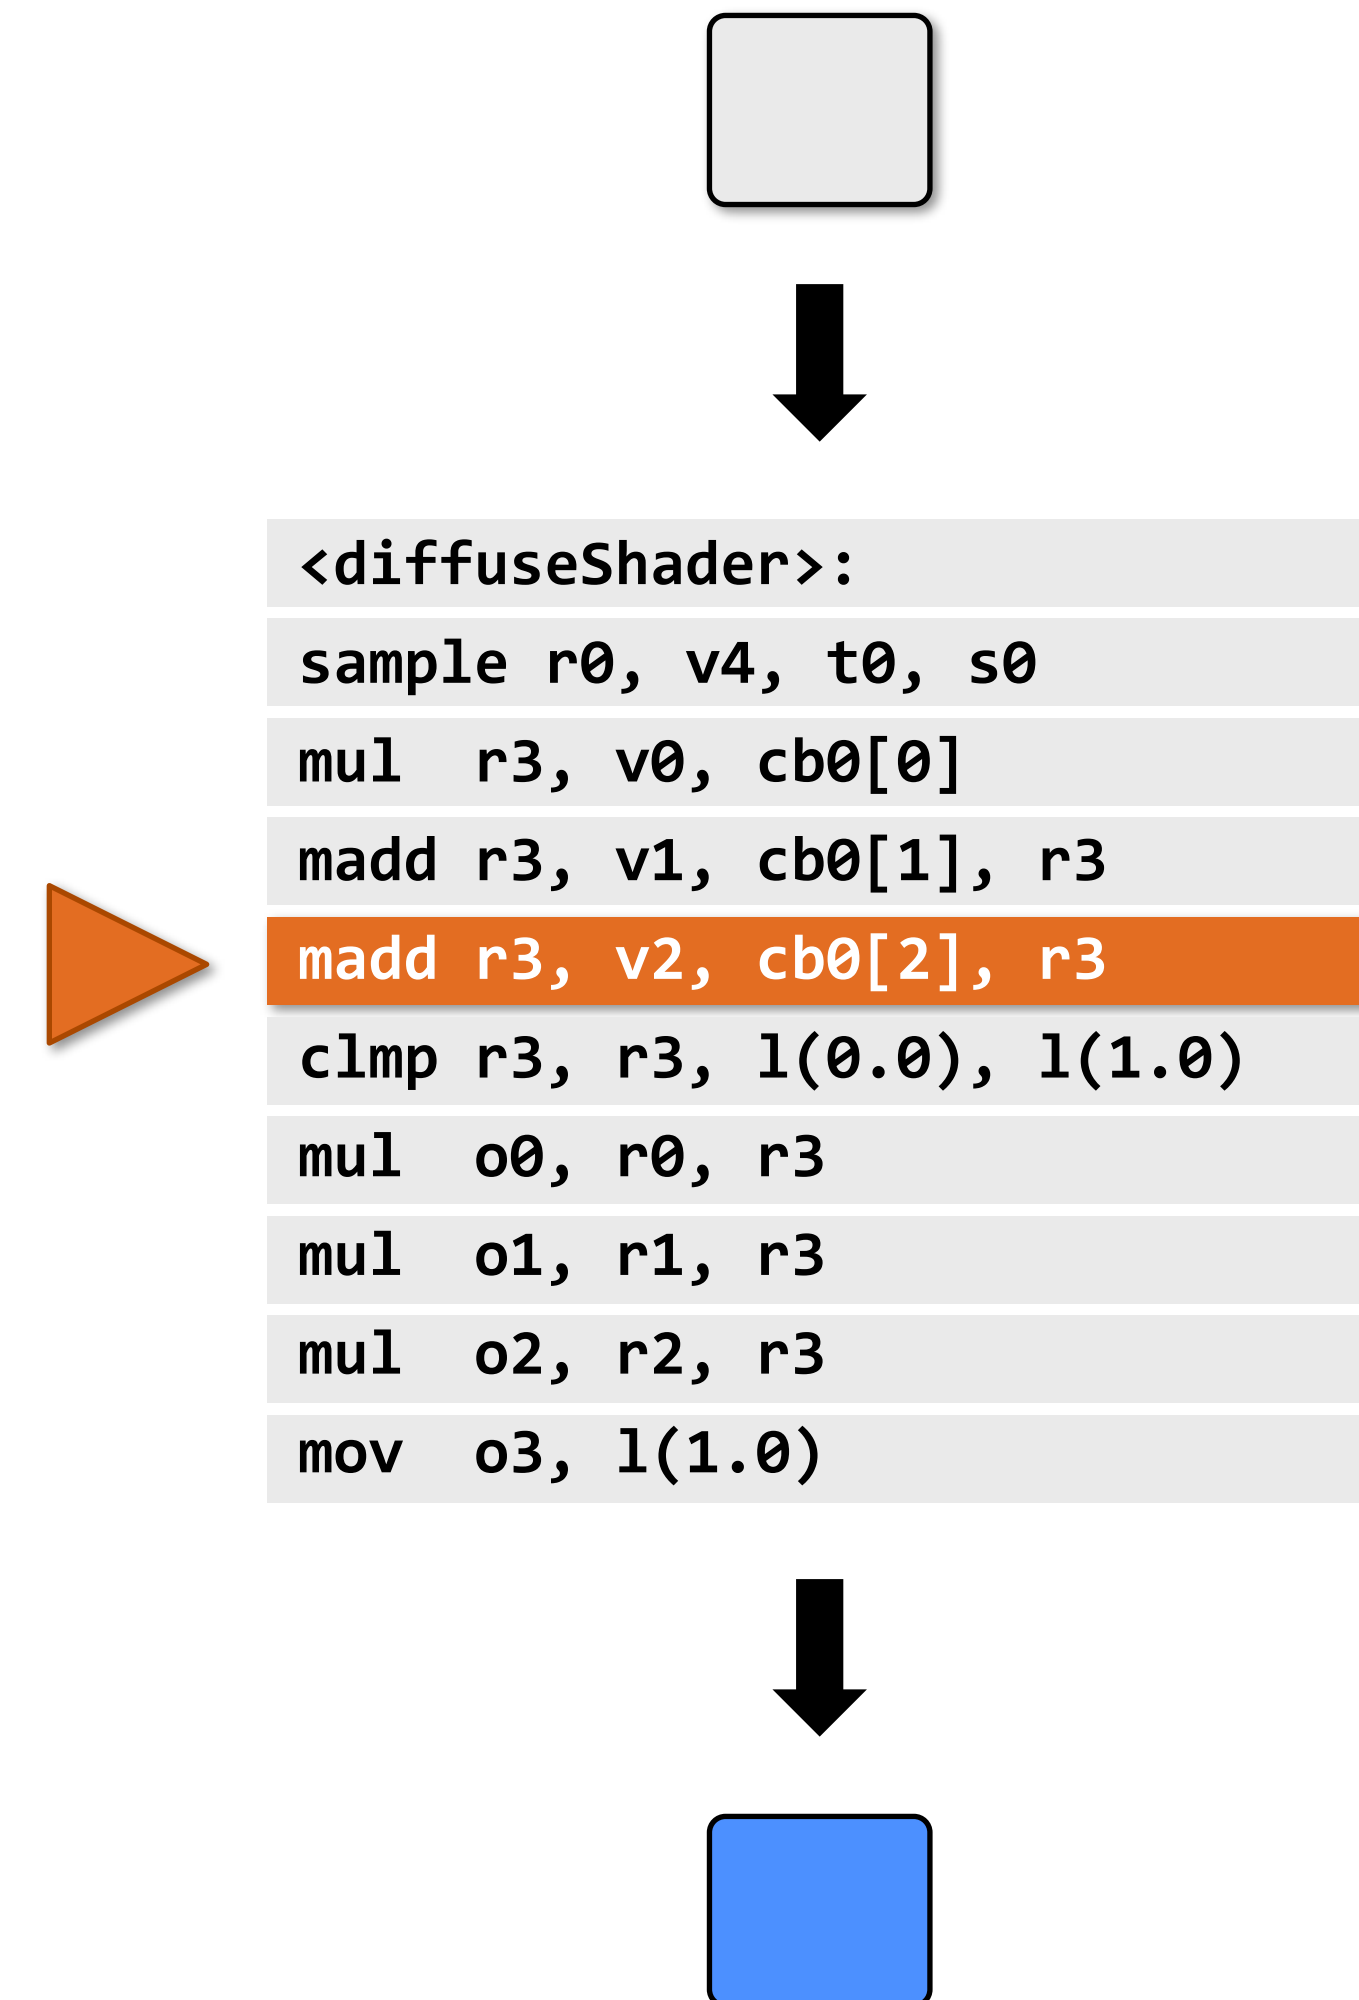 <diffuseShader>:
sample r0, v4, t0, s0
mul  r3, v0, cb0[0]
madd r3, v1, cb0[1], r3
madd r3, v2, cb0[2], r3
clmp r3, r3, l(0.0), l(1.0)
mul  o0, r0, r3
mul  o1, r1, r3
mul  o2, r2, r3
mov  o3, l(1.0)